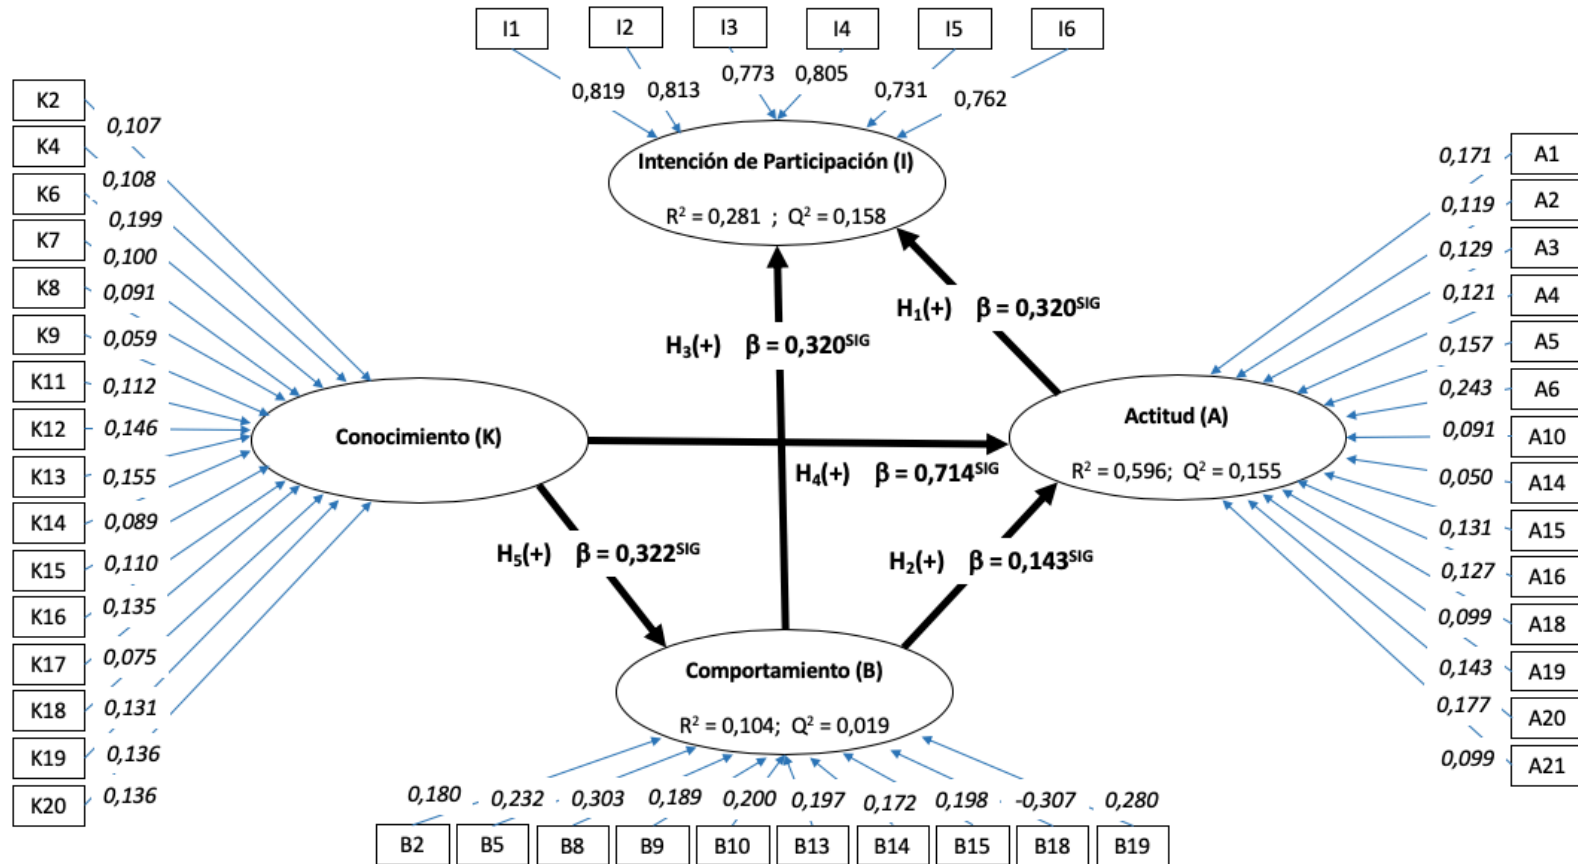 I1
I2
I3
I4
I5
I6
0,819
0,813
0,773
0,805
0,731
0,762
Intención de Participación (I)
R² = 0,281 ; Q² = 0,158
K2
K4
K6
K7
K8
K9
K11
K12
K13
K14
K15
K16
K17
K18
K19
K20
0,107
0,108
0,199
0,100
0,091
0,059
0,112
0,146
0,155
0,089
0,110
0,135
0,075
0,131
0,136
0,136
Conocimiento (K)
H₁(+) β = 0,320SIG
H₃(+) β = 0,320SIG
H₄(+) β = 0,714SIG
H₅(+) β = 0,322SIG
H₂(+) β = 0,143SIG
Actitud (A)
R² = 0,596; Q² = 0,155
0,171
0,119
0,129
0,121
0,157
0,243
0,091
0,050
0,131
0,127
0,099
0,143
0,177
0,099
A1
A2
A3
A4
A5
A6
A10
A14
A15
A16
A18
A19
A20
A21
Comportamiento (B)
R² = 0,104; Q² = 0,019
0,180
0,232
0,303
0,189
0,200
0,197
0,172
0,198
-0,307
0,280
B2
B5
B8
B9
B10
B13
B14
B15
B18
B19